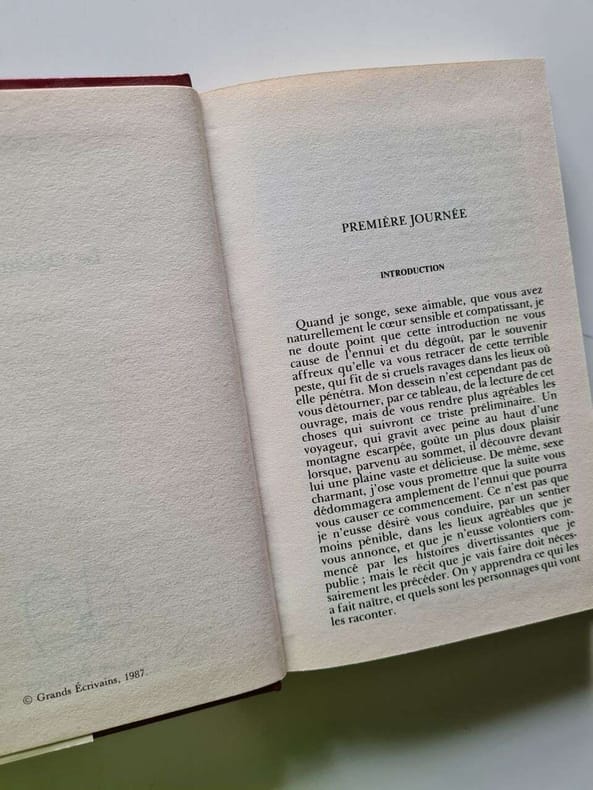 © Grands Écrivains, 1987.
PREMIÈRE JOURNÉE
INTRODUCTION
Quand je songe, sexe aimable, que vous avez
naturellement le cœur sensible et compatissant, je
ne doute point que cette introduction ne vous
cause de l'ennui et du dégoût, par le souvenir
affreux qu'elle va vous retracer de cette terrible
peste, qui fit de si cruels ravages dans les lieux où
elle pénétra. Mon dessein n'est cependant pas de
vous détourner, par ce tableau, de la lecture de cet
ouvrage, mais de vous rendre plus agréables les
choses qui suivront ce triste préliminaire. Un
voyageur, qui gravit avec peine au haut d'une
montagne escarpée, goûte un plus doux plaisir
lorsque, parvenu au sommet, il découvre devant
lui une plaine vaste et délicieuse. De même, sexe
charmant, j'ose vous promettre que la suite vous
dédommagera amplement de l'ennui que pourra
vous causer ce commencement. Ce n'est pas que
je n'eusse désiré vous conduire, par un sentier
moins pénible, dans les lieux agréables que je
vous annonce, et que je n'eusse volontiers com-
mencé par les histoires divertissantes que je
publie ; mais le récit que je vais faire doit néces-
sairement les précéder. On y apprendra ce qui les
a fait naître, et quels sont les personnages qui vont
les raconter.